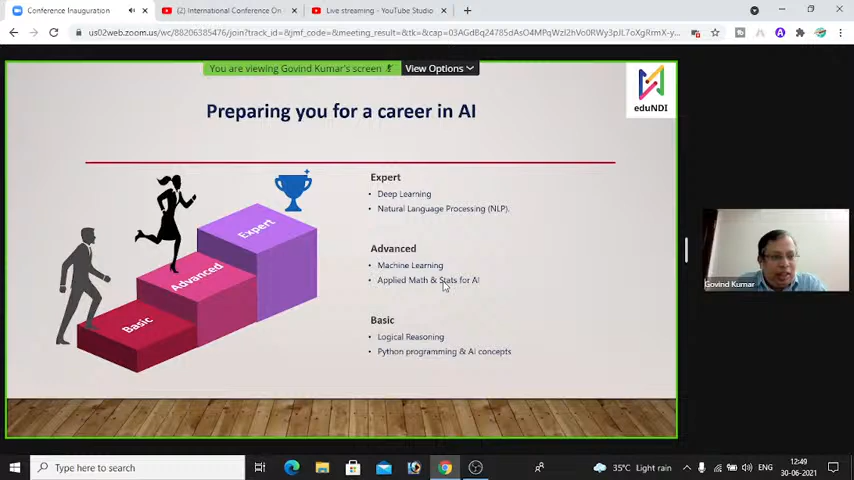 Conference Inauguration
(2) International Conference On
Live streaming - YouTube Studio
You are viewing Govind Kumar's screen
View Options
eduNDI
Preparing you for a career in AI
Expert
• Deep Learning
• Natural Language Processing (NLP).
Advanced
• Machine Learning
• Applied Math & Stats for AI
Basic
• Logical Reasoning
• Python programming & AI concepts
Expert
Advanced
Basic
Govind Kumar
Type here to search
35°C Light rain
ENG
12:49
30-06-2021